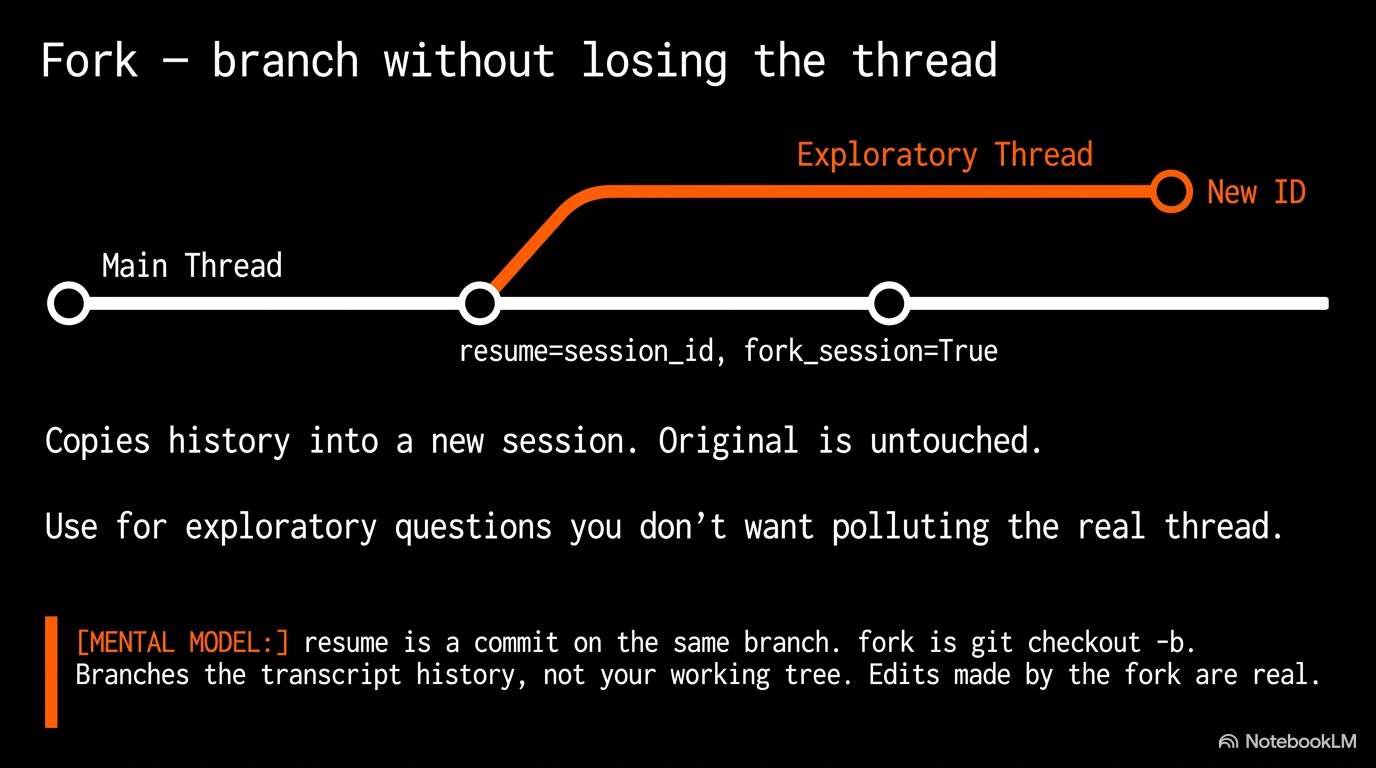 Fork — branch without losing the thread
Exploratory Thread
New ID
Main Thread
resume=session_id, fork_session=True
Copies history into a new session. Original is untouched.
Use for exploratory questions you don’t want polluting the real thread.
[MENTAL MODEL:] resume is a commit on the same branch. fork is git checkout -b.
Branches the transcript history, not your working tree. Edits made by the fork are real.
NotebookLM